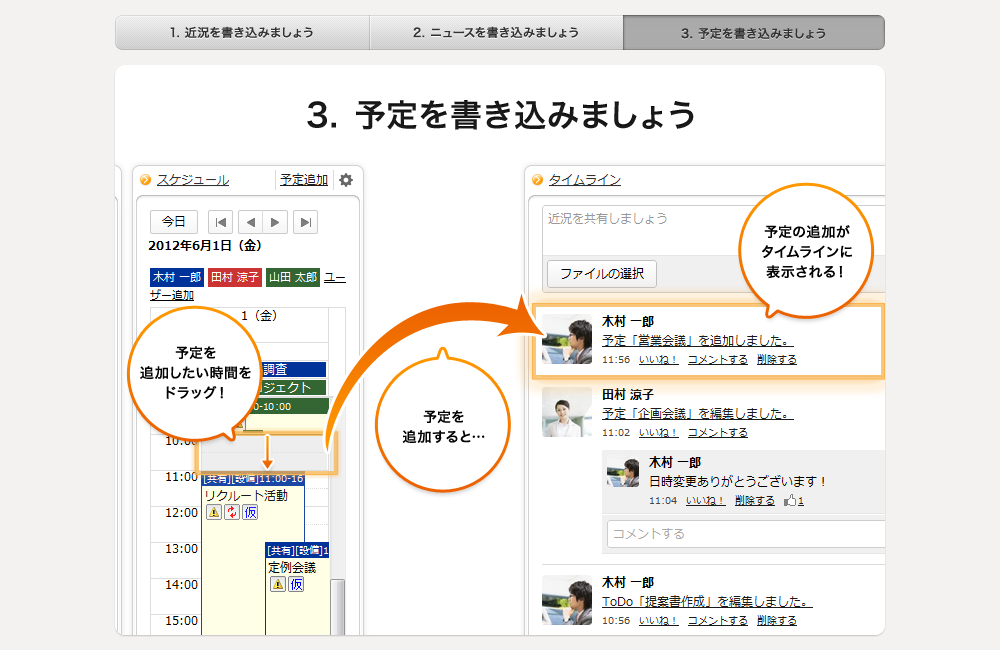 1. 近況を書き込みましょう
2. ニュースを書き込みましょう
3. 予定を書き込みましょう
3. 予定を書き込みましょう
スケジュール
予定追加
今日
2012年6月1日（金）
木村 一郎 田村 涼子 山田 太郎 ユー
ザー追加
1（金）
予定を
追加したい時間を
ドラッグ！
調査
ジェクト
0-10:00
10:00
11:00
[共有][設備]11:00-16
リクルート活動
仮
12:00
13:00
[共有][設備]1
定例会議
仮
14:00
15:00
予定を
追加すると…
タイムライン
近況を共有しましょう
ファイルの選択
予定の追加が
タイムラインに
表示される！
木村 一郎
予定「営業会議」を追加しました。
11:56 いいね！ コメントする 削除する
田村 涼子
予定「企画会議」を編集しました。
11:02 いいね！ コメントする
木村 一郎
日時変更ありがとうございます！
11:04 いいね！ 削除する 1
コメントする
木村 一郎
ToDo「提案書作成」を編集しました。
10:56 いいね！ コメントする 削除する